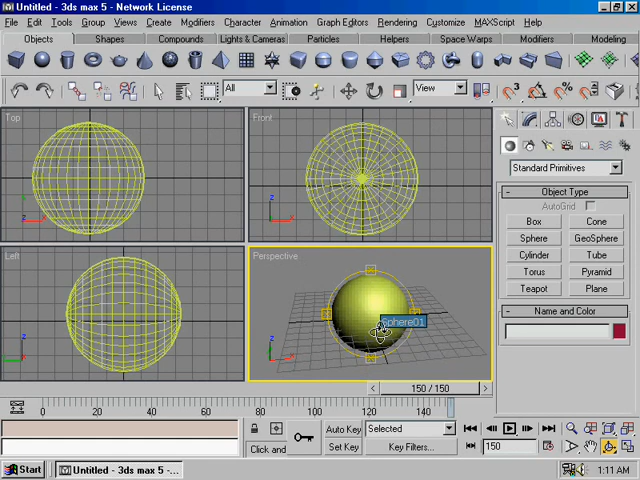 Untitled - 3ds max 5 - Network License
File Edit Tools Group Views Create Modifiers Character Animation Graph Editors Rendering Customize MAXScript Help
Objects Shapes Compounds Lights & Cameras Particles Helpers Space Warps Modifiers Modeling
All
View
Top
Front
Standard Primitives
Object Type
AutoGrid
Box Cone
Sphere GeoSphere
Cylinder Tube
Torus Pyramid
Teapot Plane
Name and Color
Left
Perspective
Sphere01
150 / 150
0 20 40 60 80 100 120 140
Auto Key Selected
Click and Set Key Key Filters... 150
Start Untitled - 3ds max 5 -... 1:11 AM